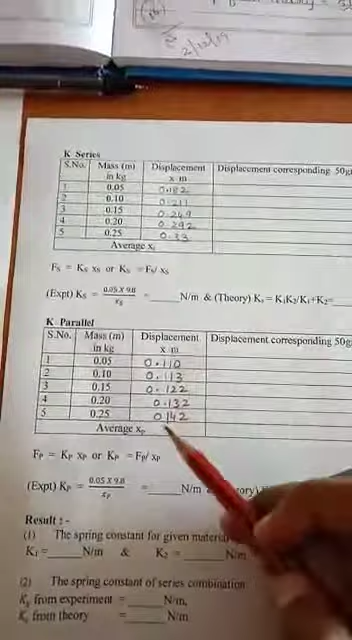 2/12/19
K Series
S.No. Mass (m) in kg Displacement x m Displacement corresponding 50g
1 0.05 0.182
2 0.10 0.211
3 0.15 0.249
4 0.20 0.292
5 0.25 0.33
Average xs
Fs = Ks xs or Ks = Fs/ xs
(Expt) Ks = 0.05 X 9.8 / xs = ____ N/m & (Theory) Ks = K1K2/K1+K2=
K Parallel
S.No. Mass (m) in kg Displacement x m Displacement corresponding 50g
1 0.05 0.110
2 0.10 0.113
3 0.15 0.122
4 0.20 0.132
5 0.25 0.142
Average xp
FP = KP xP or KP = FP/ xP
(Expt) KP = 0.05 X 9.8 / xP = ____ N/m
Result : -
(1) The spring constant for given material
K1 = ____ N/m & K2 = ____ N/m
(2) The spring constant of series combination
Ks from experiment = ____ N/m,
Ks from theory = ____ N/m